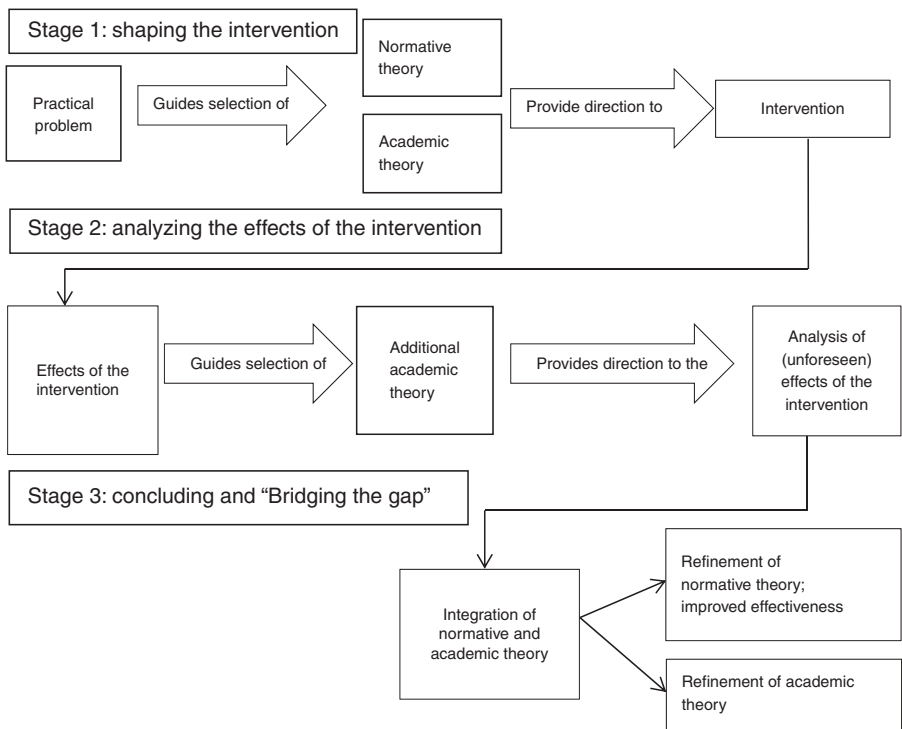 Stage 1: shaping the intervention
Practical
problem
Guides selection of
Normative
theory
Academic
theory
Provide direction to
Intervention
Stage 2: analyzing the effects of the intervention
Effects of the
intervention
Guides selection of
Additional
academic
theory
Provides direction to the
Analysis of
(unforeseen)
effects of the
intervention
Stage 3: concluding and “Bridging the gap”
Integration of
normative and
academic theory
Refinement of
normative theory;
improved effectiveness
Refinement of academic
theory